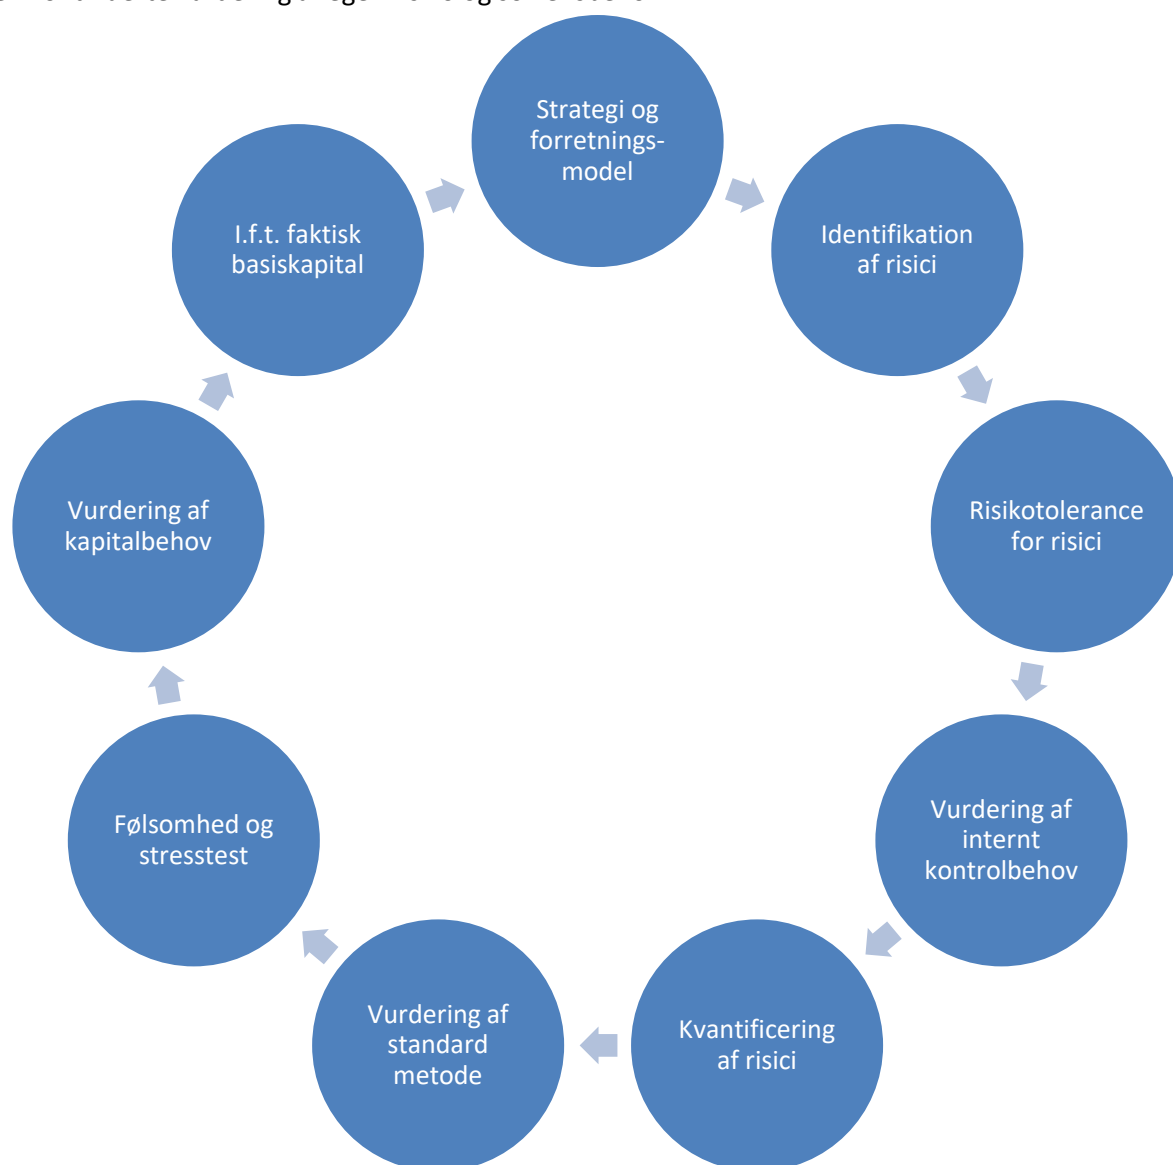 Strategi og
forretnings-
model
Identifikation
af risici
Risikotolerance
for risici
Vurdering af
internt
kontrolbehov
Kvantificering
af risici
Vurdering af
standard
metode
Følsomhed og
stresstest
Vurdering af
kapitalbehov
I.f.t. faktisk
basiskapital